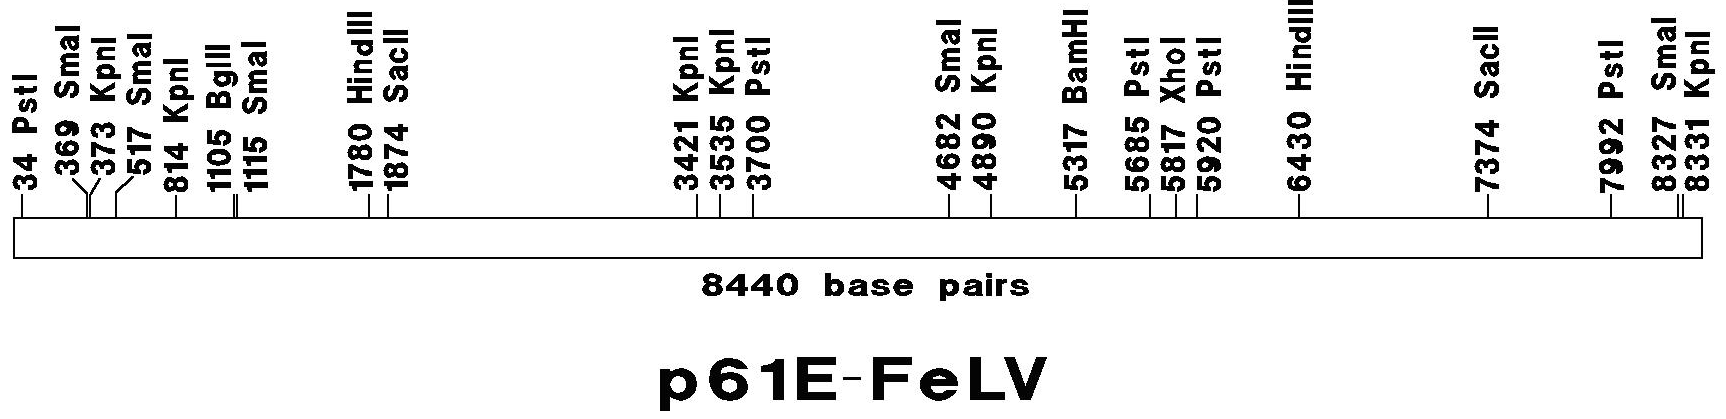 34 PstI
369 SmaI
373 KpnI
517 SmaI
814 KpnI
1105 BglII
1115 SmaI
1780 HindIII
1874 SacII
3421 KpnI
3535 KpnI
3700 PstI
4682 SmaI
4890 KpnI
5317 BamHI
5685 PstI
5817 XhoI
5920 PstI
6430 HindIII
7374 SacII
7992 PstI
8327 SmaI
8331 KpnI
8440 base pairs
p61E-FeLV